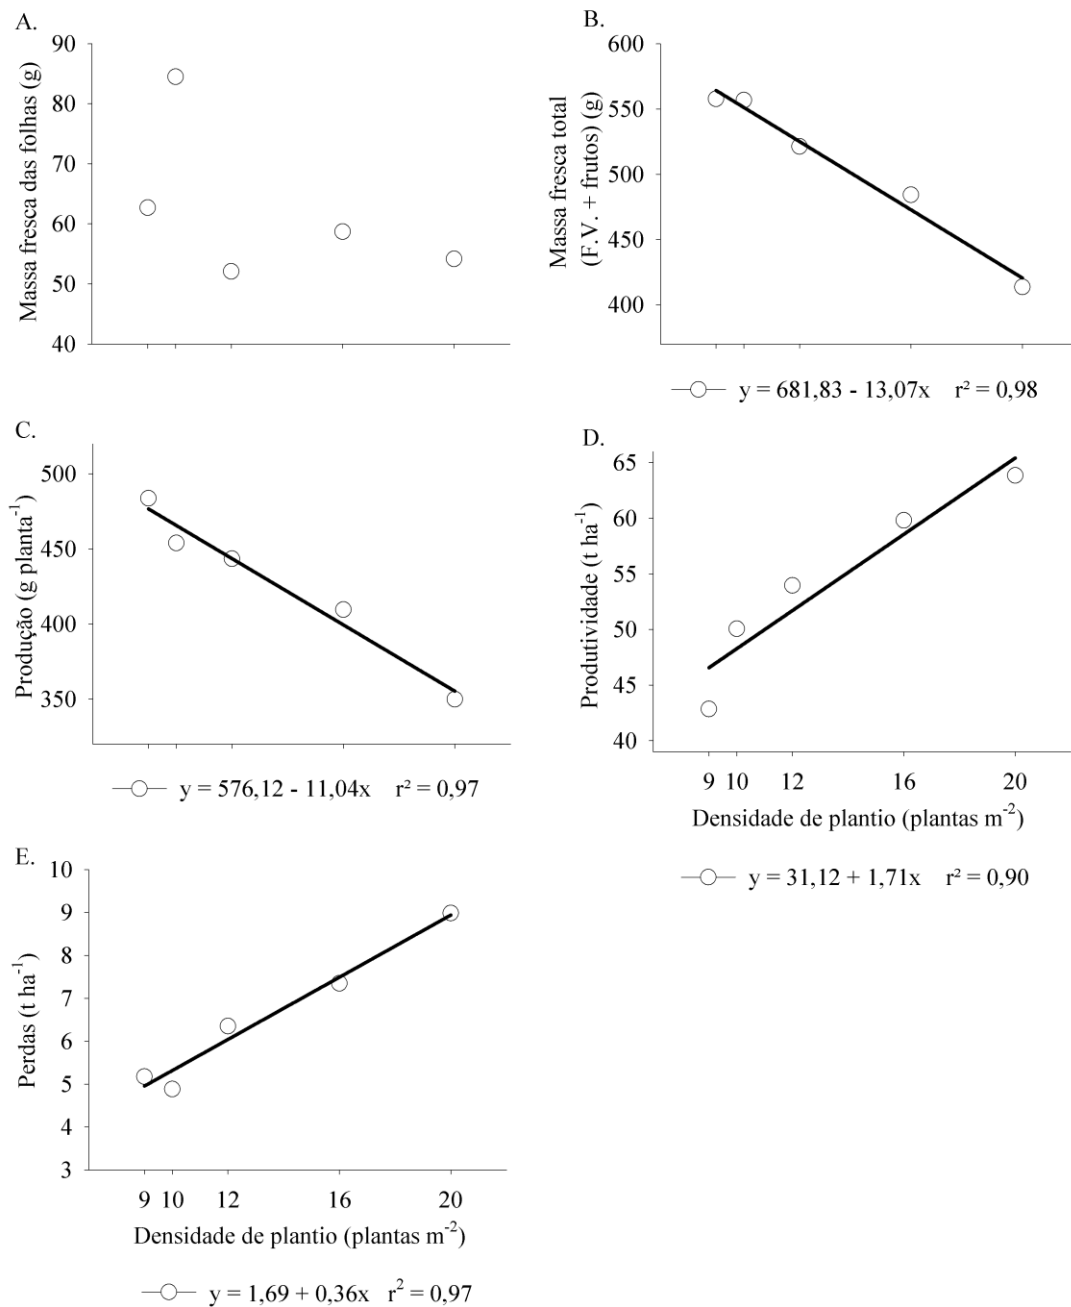 A.
Massa fresca das folhas (g)
90
80
70
60
50
40
B.
Massa fresca total
(F.V. + frutos) (g)
600
550
500
450
400
y = 681,83 - 13,07x r² = 0,98
C.
Produção (g planta⁻¹)
500
450
400
350
y = 576,12 - 11,04x r² = 0,97
D.
Produtividade (t ha⁻¹)
65
60
55
50
45
40
9 10 12 16 20
Densidade de plantio (plantas m⁻²)
y = 31,12 + 1,71x r² = 0,90
E.
Perdas (t ha⁻¹)
10
9
8
7
6
5
4
3
9 10 12 16 20
Densidade de plantio (plantas m⁻²)
y = 1,69 + 0,36x r² = 0,97